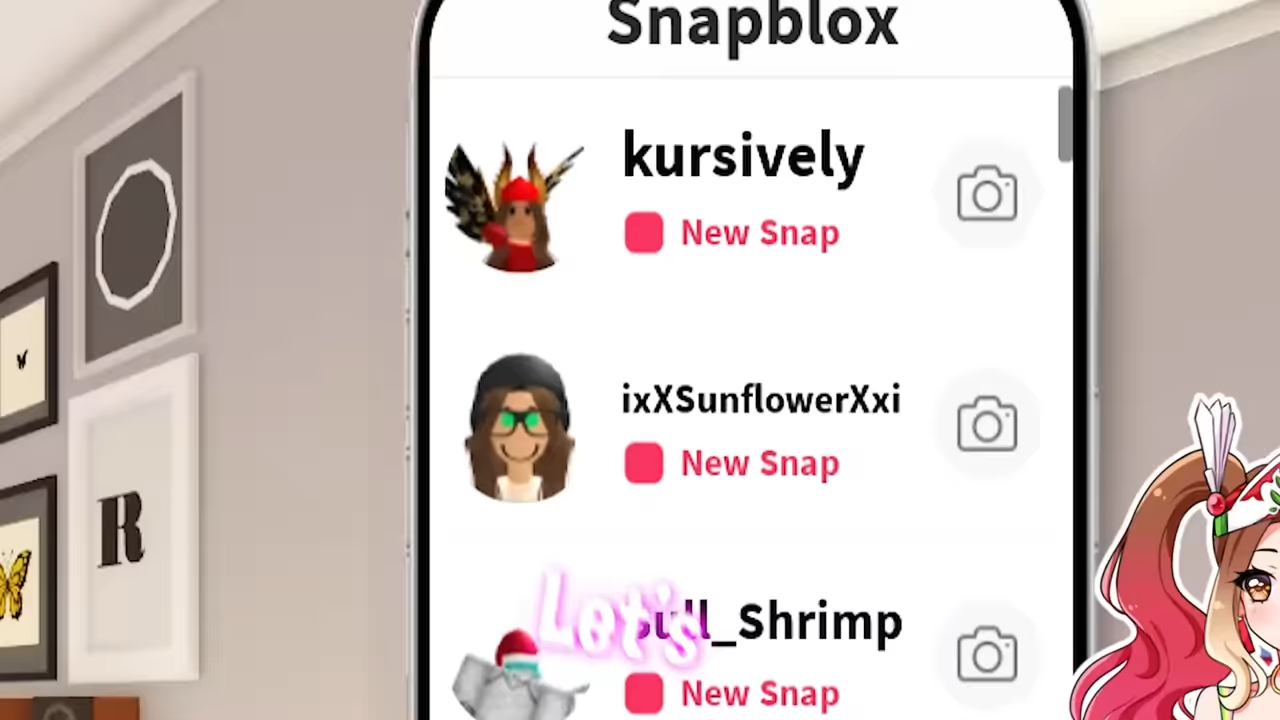 Snapblox
kursively
New Snap
ixXSunflowerXxi
New Snap
Let's
_Shrimp
New Snap
R